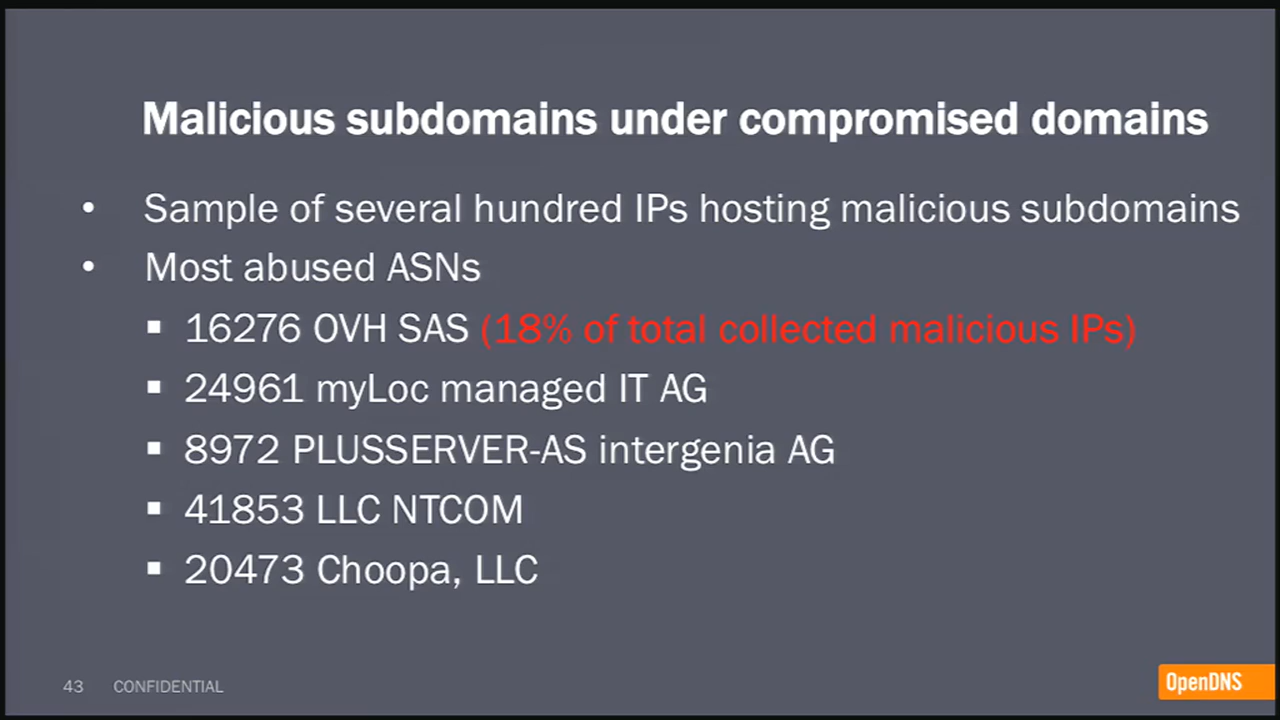 Malicious subdomains under compromised domains
• Sample of several hundred IPs hosting malicious subdomains
• Most abused ASNs
▪ 16276 OVH SAS (18% of total collected malicious IPs)
▪ 24961 myLoc managed IT AG
▪ 8972 PLUSSERVER-AS intergenia AG
▪ 41853 LLC NTCOM
▪ 20473 Choopa, LLC
43 CONFIDENTIAL
OpenDNS